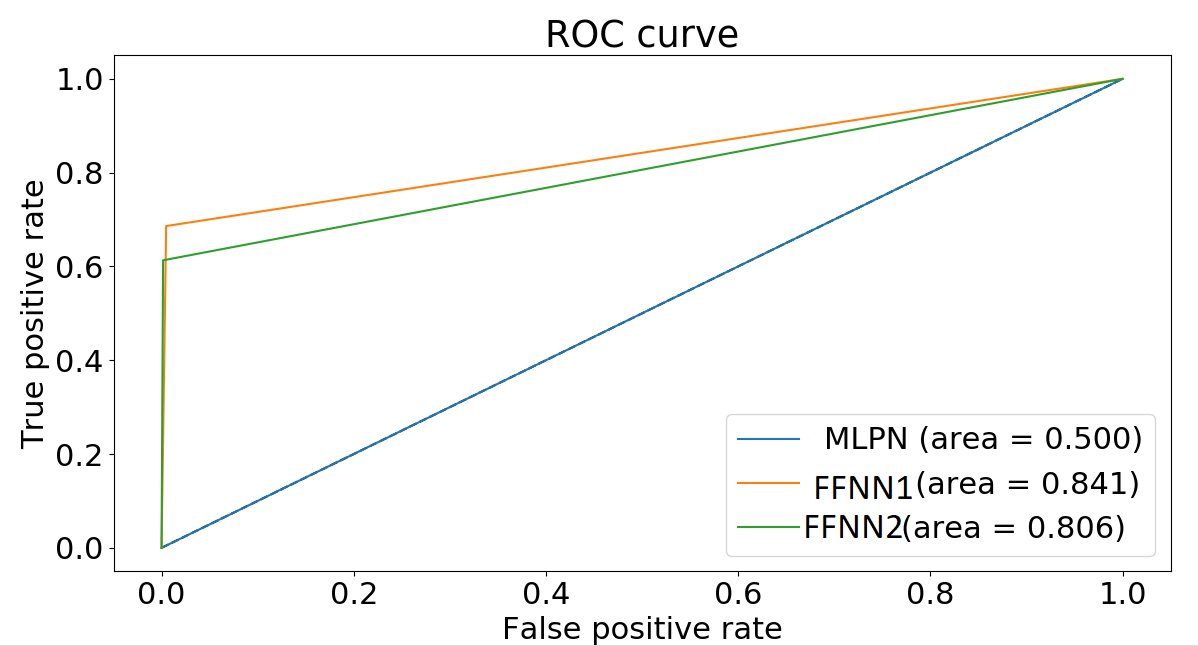 ROC curve
True positive rate
1.0
0.8
0.6
0.4
0.2
0.0
MLPN (area = 0.500)
FFNN1(area = 0.841)
FFNN2(area = 0.806)
0.0 0.2 0.4 0.6 0.8 1.0
False positive rate